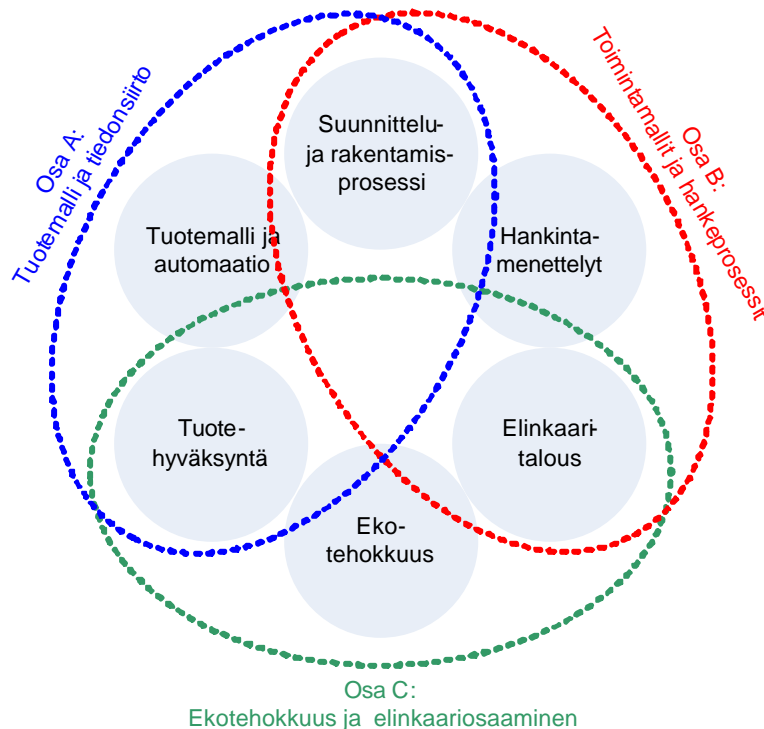 Osa A:
Tuotemalli ja tiedonsiirto
Osa B:
Toimintamallit ja hankeprosessit
Suunnittelu-
ja rakentamis-
prosessi
Tuotemalli ja
automaatio
Hankinta-
menettelyt
Tuote-
hyväksyntä
Elinkaari-
talous
Eko-
tehokkuus
Osa C:
Ekotehokkuus ja elinkaariosaaminen